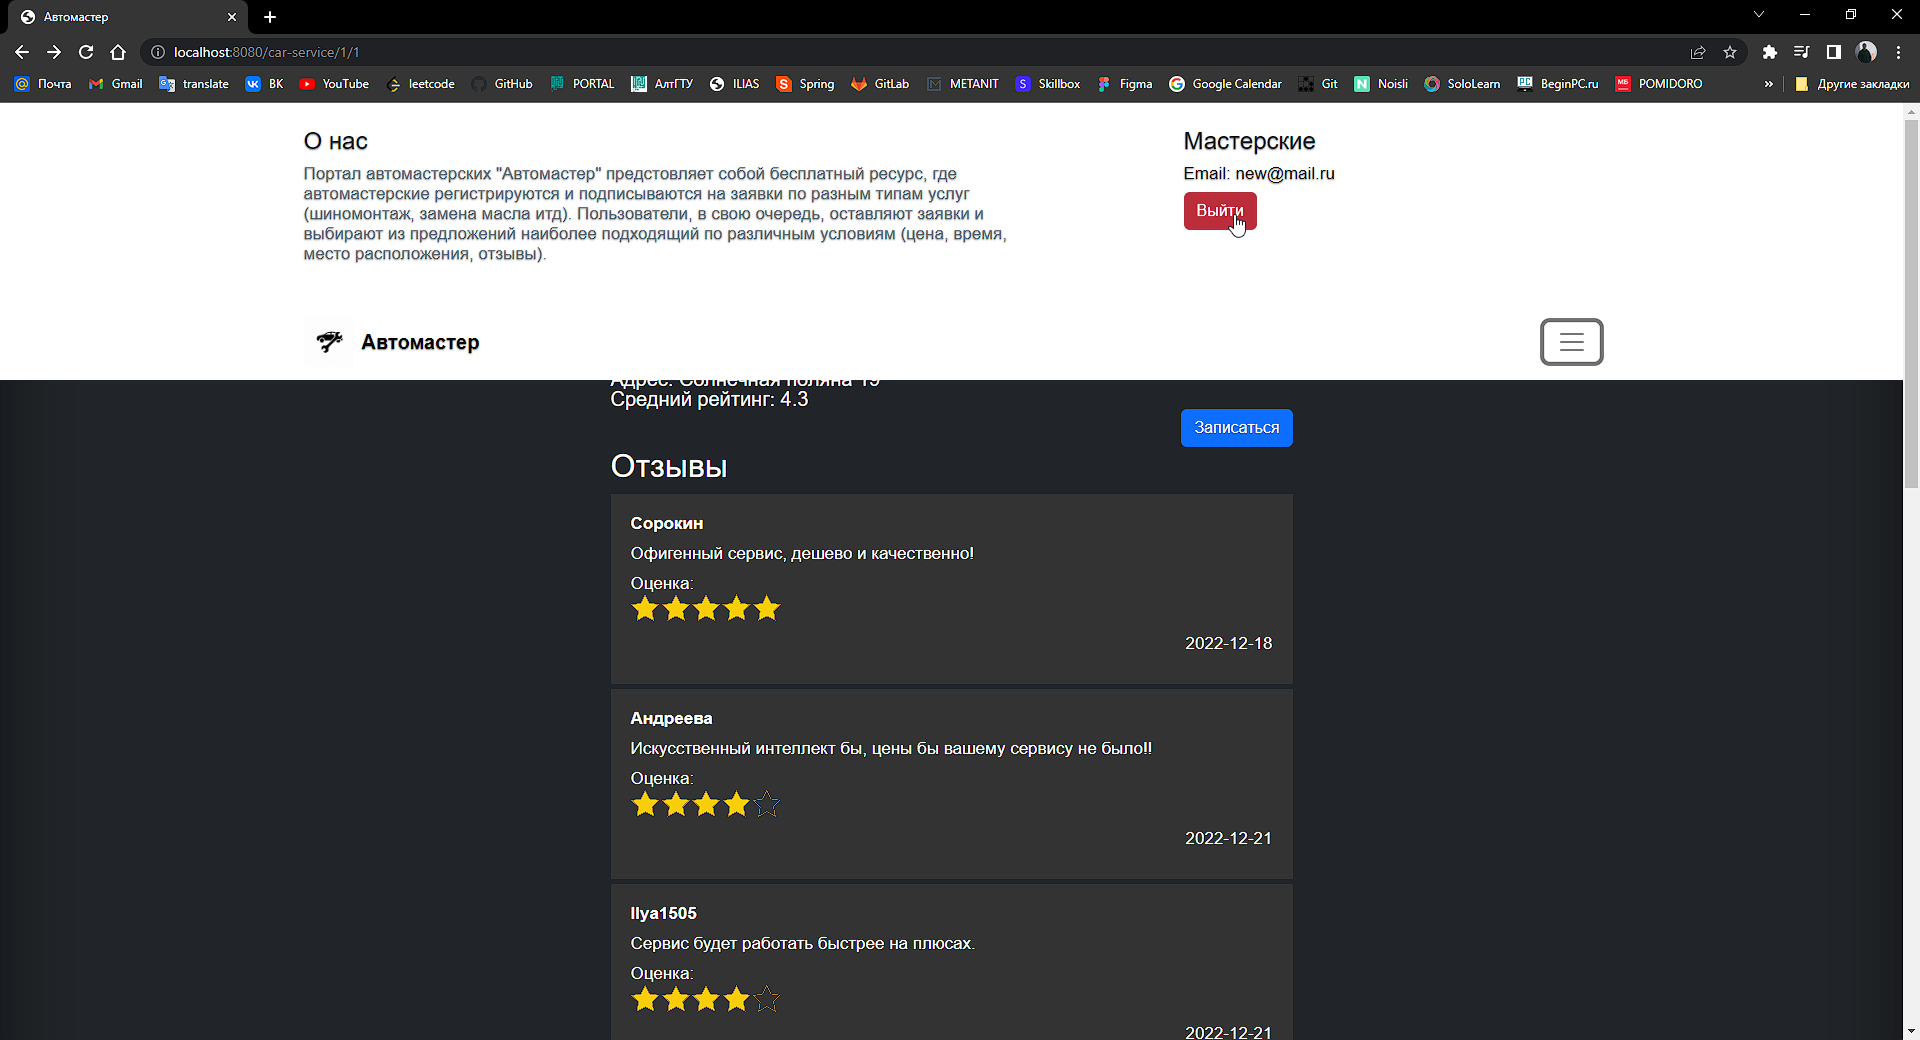 Автомастер
localhost:8080/car-service/1/1
Почта Gmail translate ВК YouTube leetcode GitHub PORTAL АлтГТУ ILIAS Spring GitLab METANIT Skillbox Figma Google Calendar Git Noisli SoloLearn BeginPC.ru POMIDORO » Другие закладки
О нас
Портал автомастерских "Автомастер" предстовляет собой бесплатный ресурс, где
автомастерские регистрируются и подписываются на заявки по разным типам услуг
(шиномонтаж, замена масла итд). Пользователи, в свою очередь, оставляют заявки и
выбирают из предложений наиболее подходящий по различным условиям (цена, время,
место расположения, отзывы).
Мастерские
Email: new@mail.ru
Выйти
Автомастер
Адрес: Солнечная поляна 19
Средний рейтинг: 4.3
Записаться
Отзывы
Сорокин
Офигенный сервис, дешево и качественно!
Оценка:
2022-12-18
Андреева
Искусственный интеллект бы, цены бы вашему сервису не было!!
Оценка:
2022-12-21
Ilya1505
Сервис будет работать быстрее на плюсах.
Оценка:
2022-12-21